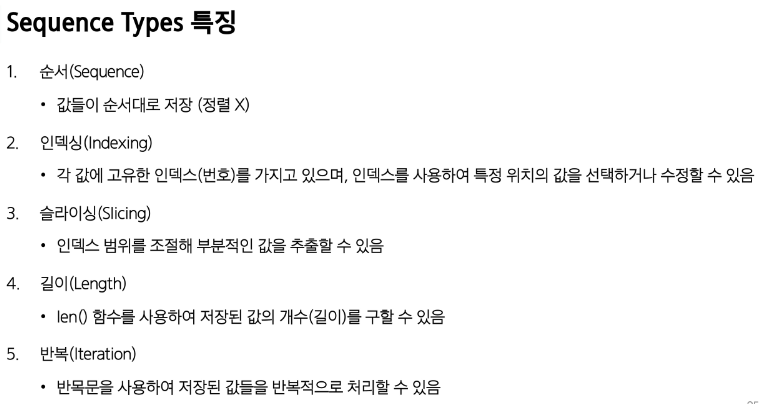 Sequence Types 특징
1. 순서(Sequence)
• 값들이 순서대로 저장 (정렬 X)
2. 인덱싱(Indexing)
• 각 값에 고유한 인덱스(번호)를 가지고 있으며, 인덱스를 사용하여 특정 위치의 값을 선택하거나 수정할 수 있음
3. 슬라이싱(Slicing)
• 인덱스 범위를 조절해 부분적인 값을 추출할 수 있음
4. 길이(Length)
• len() 함수를 사용하여 저장된 값의 개수(길이)를 구할 수 있음
5. 반복(Iteration)
• 반목문을 사용하여 저장된 값들을 반복적으로 처리할 수 있음